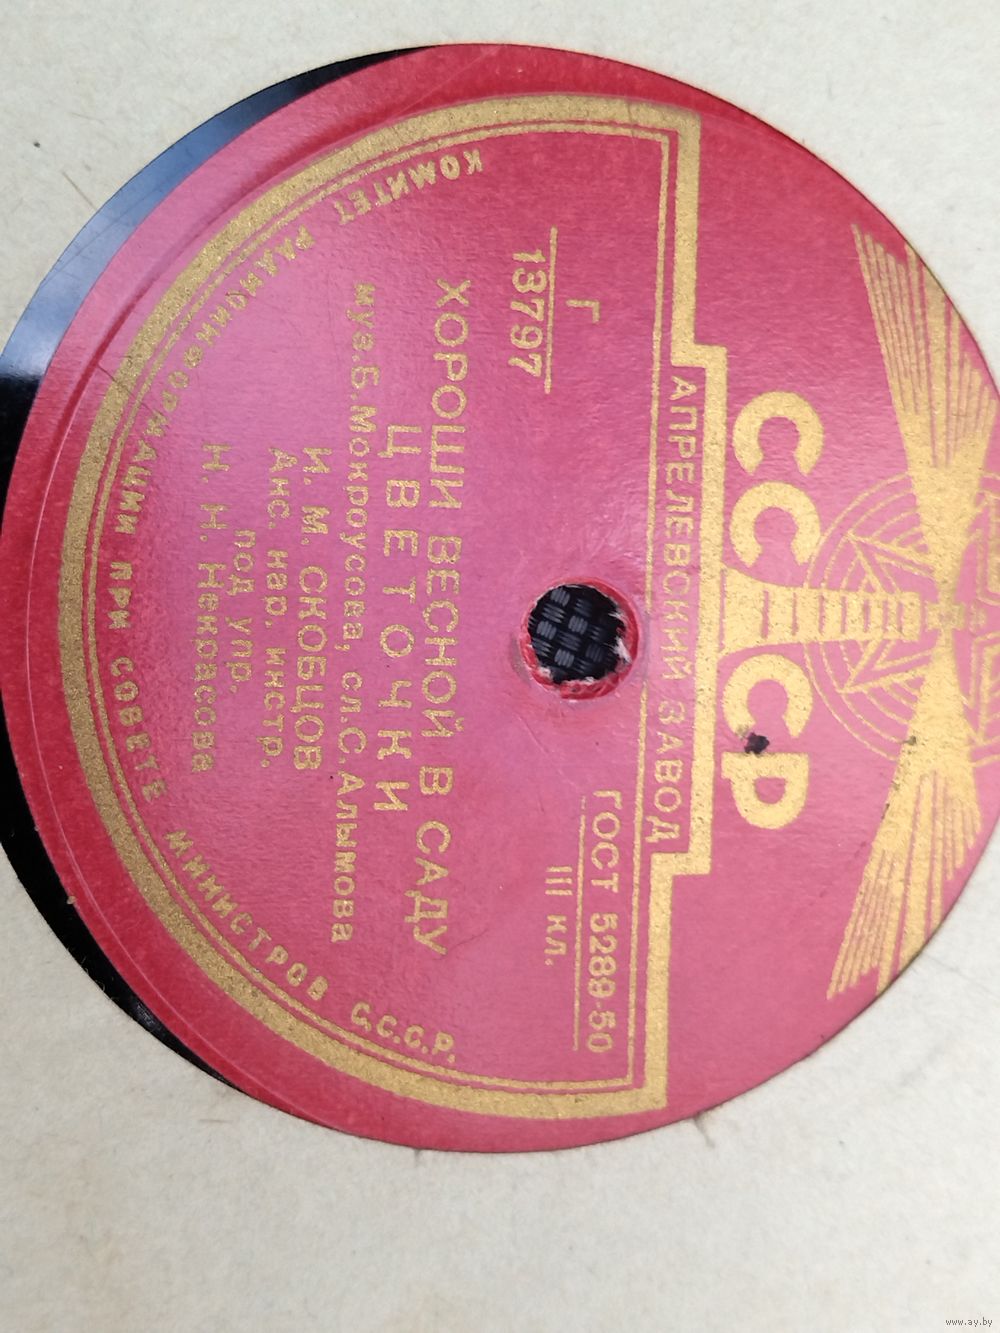 СССР
АПРЕЛЕВСКИЙ ЗАВОД
Г
13797
ГОСТ 5289-50
III кл.
ХОРОШИ ВЕСНОЙ В САДУ
ЦВЕТОЧКИ
муз. Б. Мокроусова, сл. С. Алымова
И. М. СКОБЦОВ
Анс. нар. инстр.
под упр.
Н. Н. Некрасова
КОМИТЕТ РАДИОИНФОРМАЦИИ ПРИ СОВЕТЕ МИНИСТРОВ С.С.С.Р.
www.ay.by